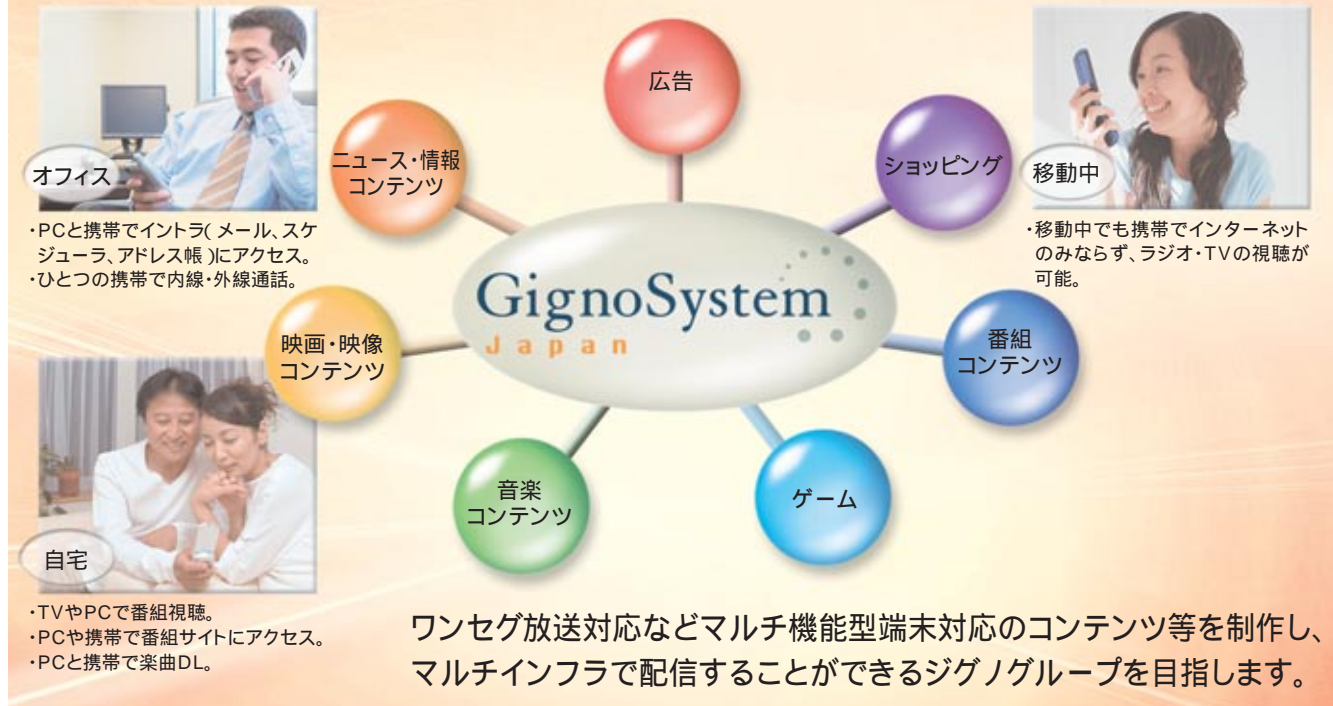 広告
ニュース・情報
コンテンツ
ショッピング
オフィス
移動中
・PCと携帯でイントラ(メール、スケ
ジューラ、アドレス帳)にアクセス。
・ひとつの携帯で内線・外線通話。
・移動中でも携帯でインターネット
のみならず、ラジオ・TVの視聴が
可能。
GignoSystem
Japan
映画・映像
コンテンツ
番組
コンテンツ
音楽
コンテンツ
ゲーム
自宅
・TVやPCで番組視聴。
・PCや携帯で番組サイトにアクセス。
・PCと携帯で楽曲DL。
ワンセグ放送対応などマルチ機能型端末対応のコンテンツ等を制作し、
マルチインフラで配信することができるジグノグループを目指します。